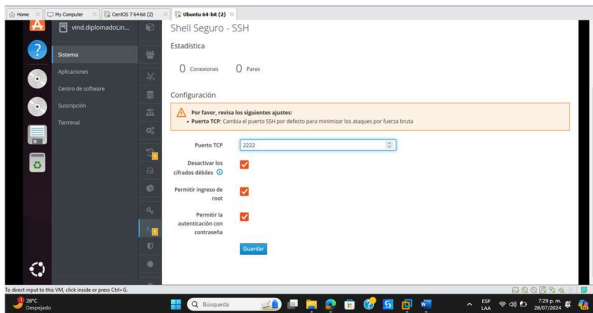 Home
My Computer
CentOS 7 64-bit (2)
Ubuntu 64-bit (2)
vind.diplomadoLin...
Sistema
Aplicaciones
Centro de software
Suscripción
Terminal
Shell Seguro - SSH
Estadística
0 Conexiones 0 Pares
Configuración
Por favor, revisa los siguientes ajustes:
• Puerto TCP: Cambia el puerto SSH por defecto para minimizar los ataques por fuerza bruta
Puerto TCP 2222
Desactivar los
cifrados débiles
Permitir ingreso de
root
Permitir la
autenticación con
contraseña
Guardar
To direct input to this VM, click inside or press Ctrl+G.
28°C
Despejado
Búsqueda
ESP
LAA
7:29 p. m.
26/07/2024